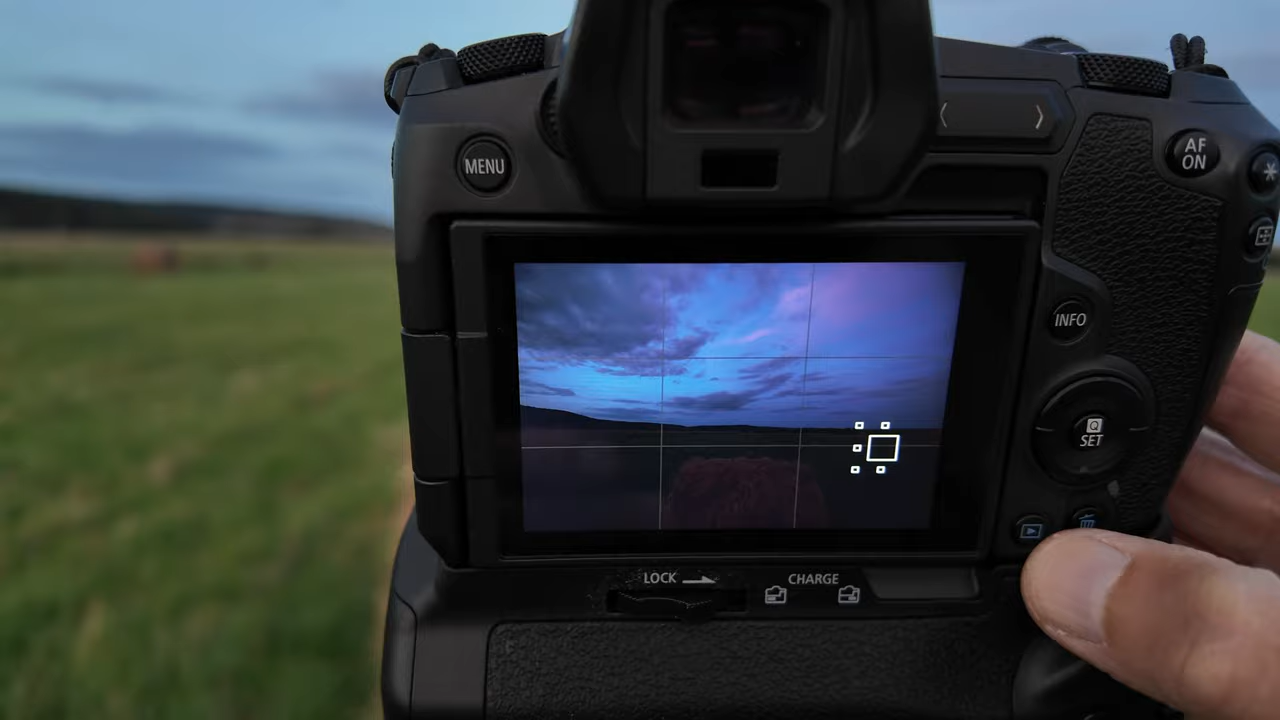 MENU
AF
ON
INFO
Q
SET
LOCK
CHARGE